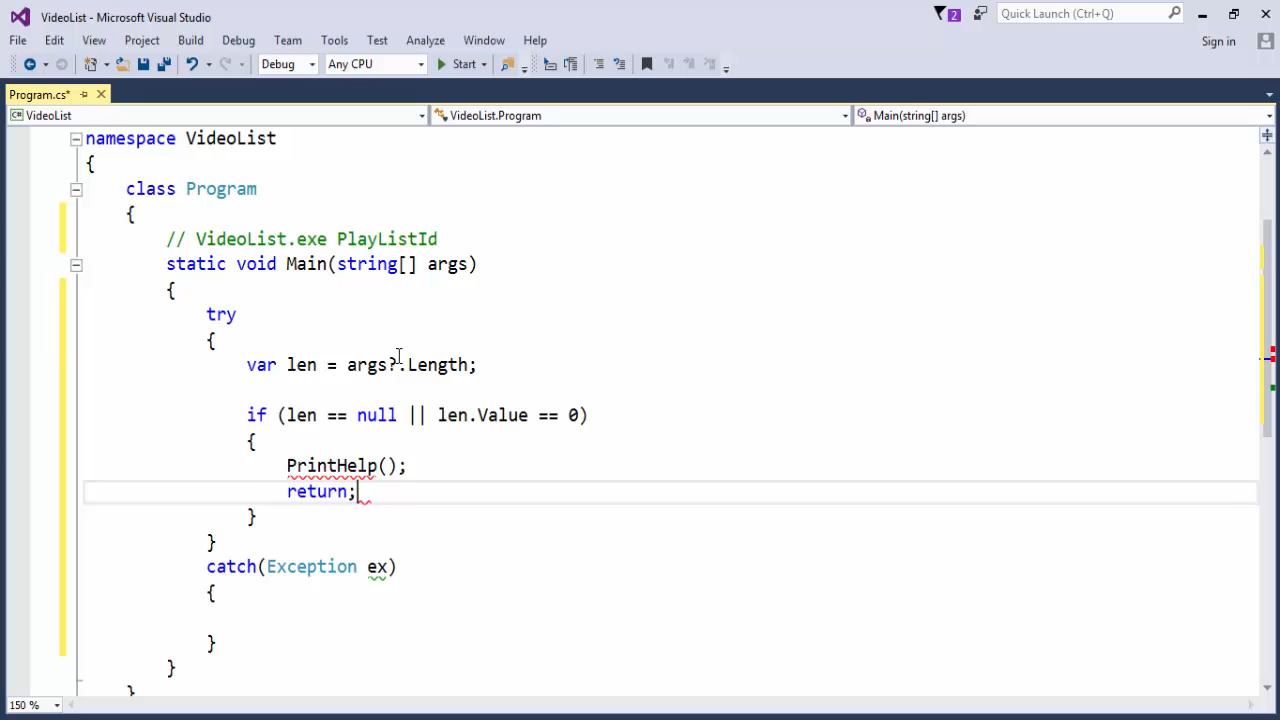 VideoList - Microsoft Visual Studio
2
Quick Launch (Ctrl+Q)
File Edit View Project Build Debug Team Tools Test Analyze Window Help
Sign in
Debug Any CPU Start
Program.cs*
VideoList VideoList.Program Main(string[] args)
namespace VideoList
{
class Program
{
// VideoList.exe PlayListId
static void Main(string[] args)
{
try
{
var len = args?.Length;
if (len == null || len.Value == 0)
{
PrintHelp();
return;
}
}
catch(Exception ex)
{
}
}
}
150 %